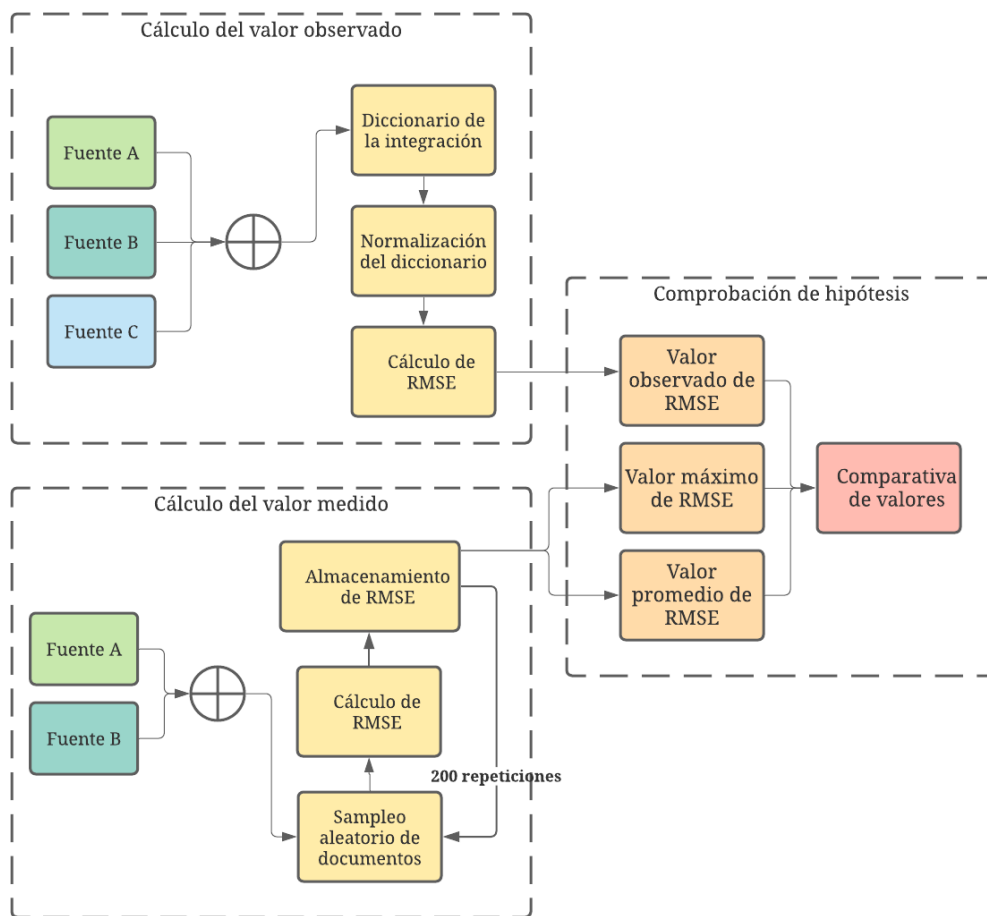 Cálculo del valor observado
Fuente A
Fuente B
Fuente C
Diccionario de
la integración
Normalización
del diccionario
Cálculo de
RMSE
Comprobación de hipótesis
Valor
observado de
RMSE
Valor máximo
de RMSE
Valor
promedio de
RMSE
Comparativa
de valores
Cálculo del valor medido
Fuente A
Fuente B
Almacenamiento
de RMSE
Cálculo de
RMSE
200 repeticiones
Sampleo
aleatorio de
documentos